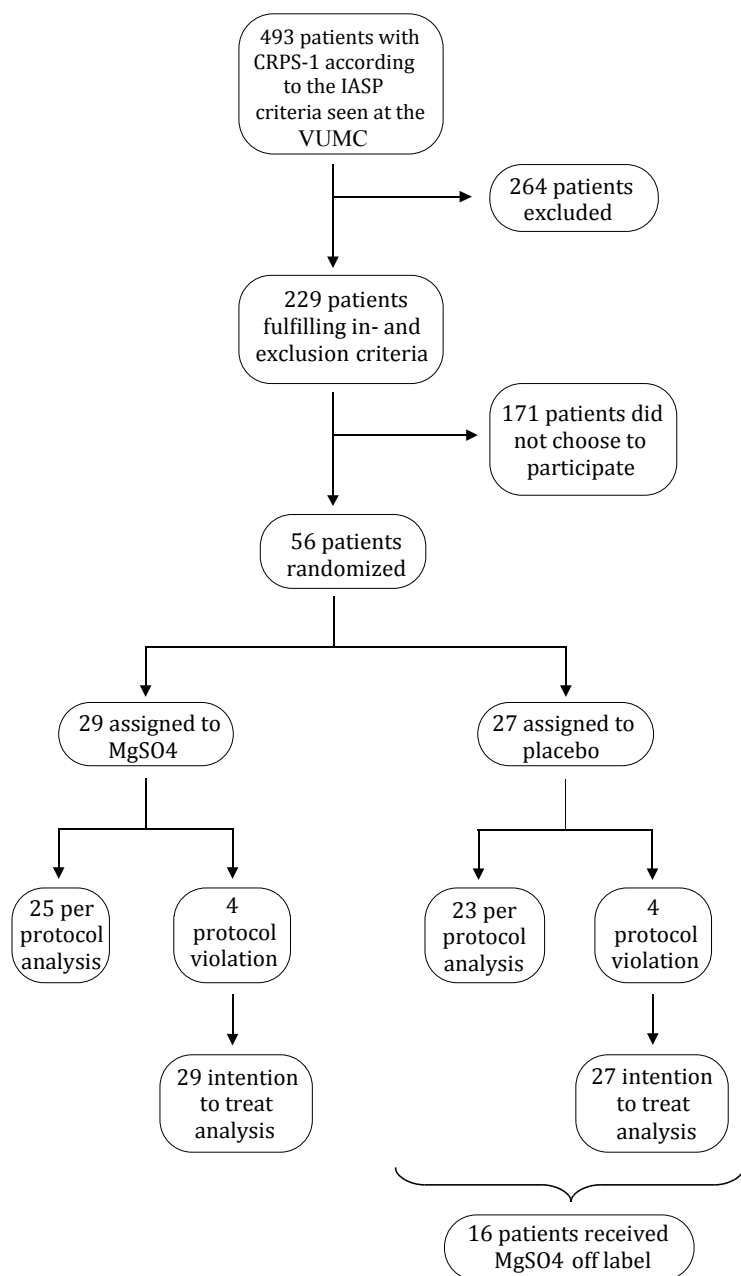 493 patients with
CRPS-1 according
to the IASP
criteria seen at the
VUMC
264 patients
excluded
229 patients
fulfilling in- and
exclusion criteria
171 patients did
not choose to
participate
56 patients
randomized
29 assigned to
MgSO4
27 assigned to
placebo
25 per
protocol
analysis
4
protocol
violation
23 per
protocol
analysis
4
protocol
violation
29 intention
to treat
analysis
27 intention
to treat
analysis
16 patients received
MgSO4 off label